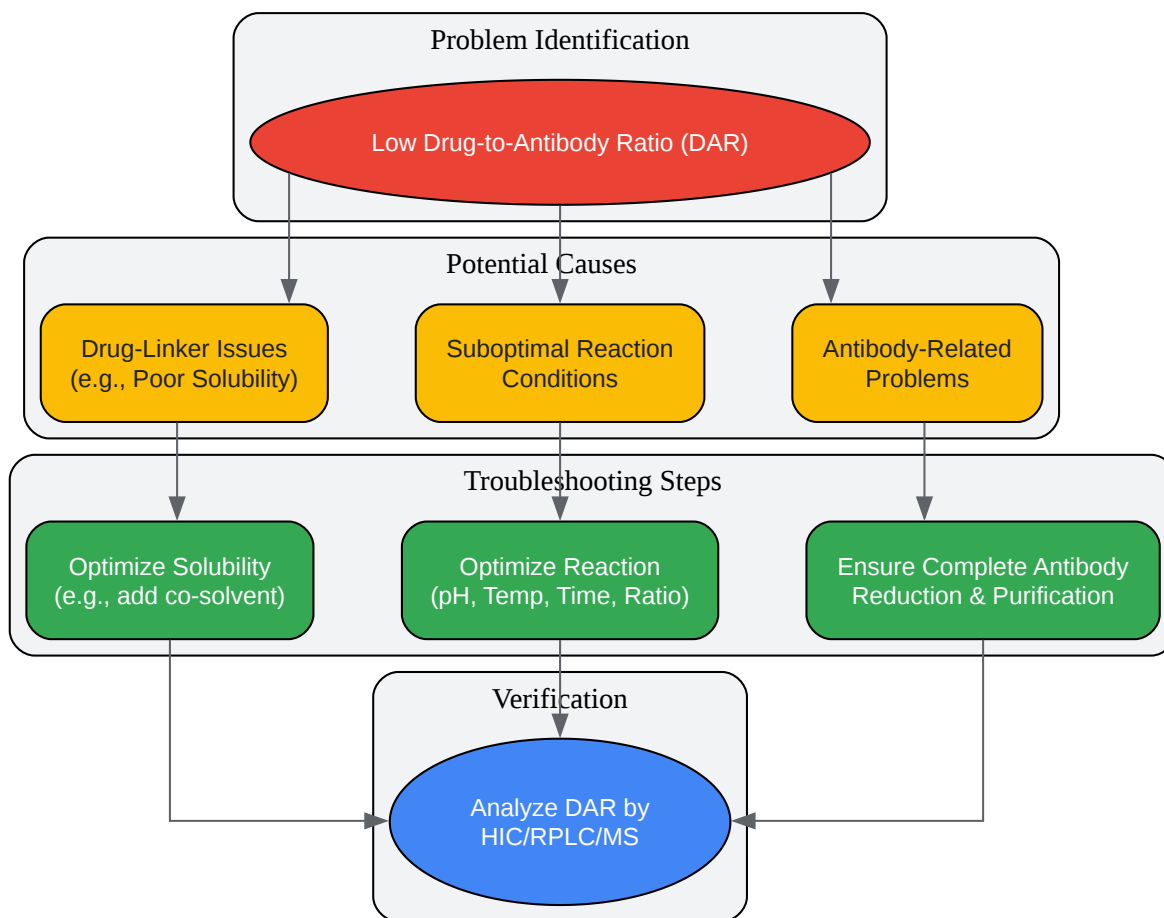 Problem Identification
Low Drug-to-Antibody Ratio (DAR)
Potential Causes
Drug-Linker Issues
(e.g., Poor Solubility)
Suboptimal Reaction
Conditions
Antibody-Related
Problems
Troubleshooting Steps
Optimize Solubility
(e.g., add co-solvent)
Optimize Reaction
(pH, Temp, Time, Ratio)
Ensure Complete Antibody
Reduction & Purification
Verification
Analyze DAR by
HIC/RPLC/MS